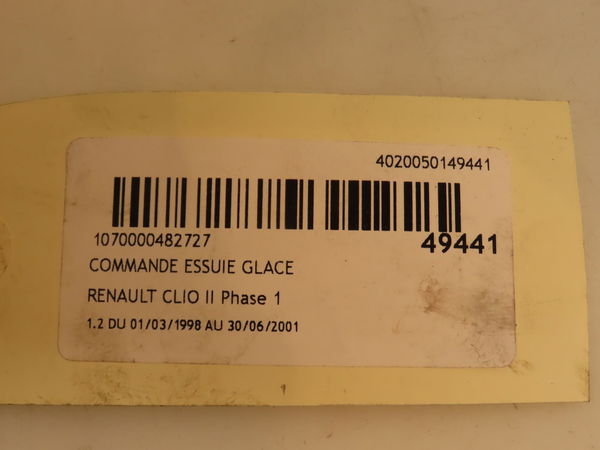 4020050149441
1070000482727 49441
COMMANDE ESSUIE GLACE
RENAULT CLIO II Phase 1
1.2 DU 01/03/1998 AU 30/06/2001